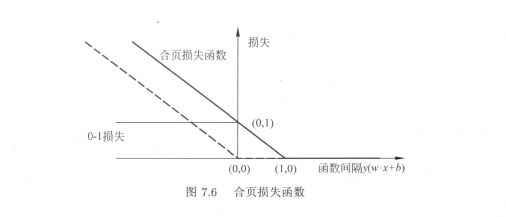 损失
合页损失函数
(0,1)
0-1损失
(0,0)
(1,0)
函数间隔y(w·x+b)
图 7.6 合页损失函数